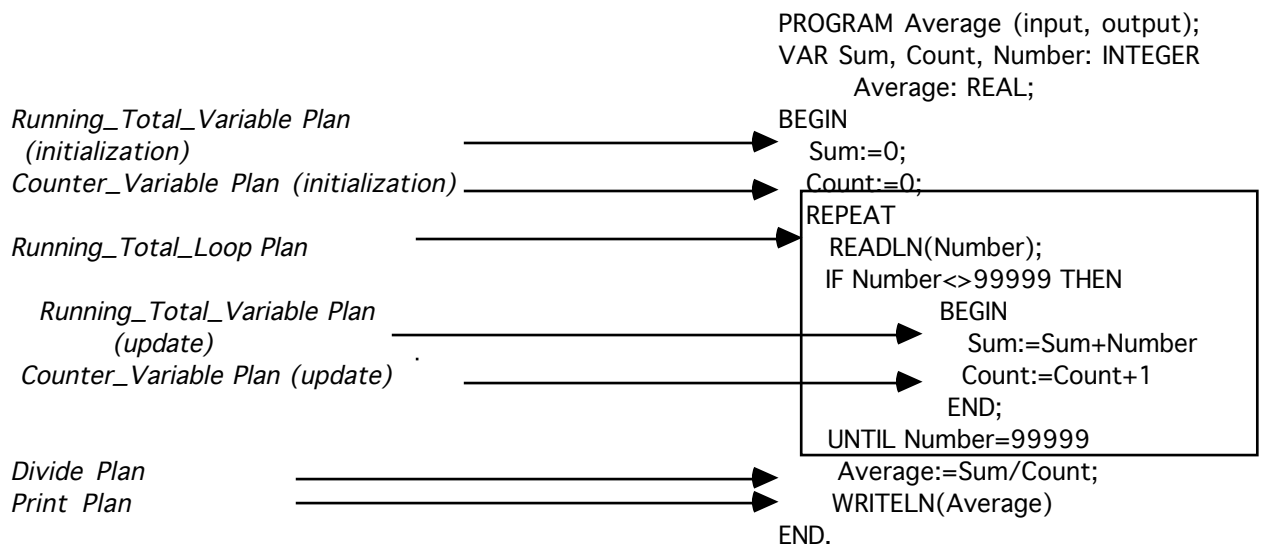 PROGRAM Average (input, output);
VAR Sum, Count, Number: INTEGER
Average: REAL;
Running_Total_Variable Plan
BEGIN
(initialization)
Sum:=0;
Counter_Variable Plan (initialization)
Count:=0;
REPEAT
Running_Total_Loop Plan
READLN(Number);
IF Number<>99999 THEN
Running_Total_Variable Plan
BEGIN
(update)
Sum:=Sum+Number
Counter_Variable Plan (update)
Count:=Count+1
END;
UNTIL Number=99999
Divide Plan
Average:=Sum/Count;
Print Plan
WRITELN(Average)
END.